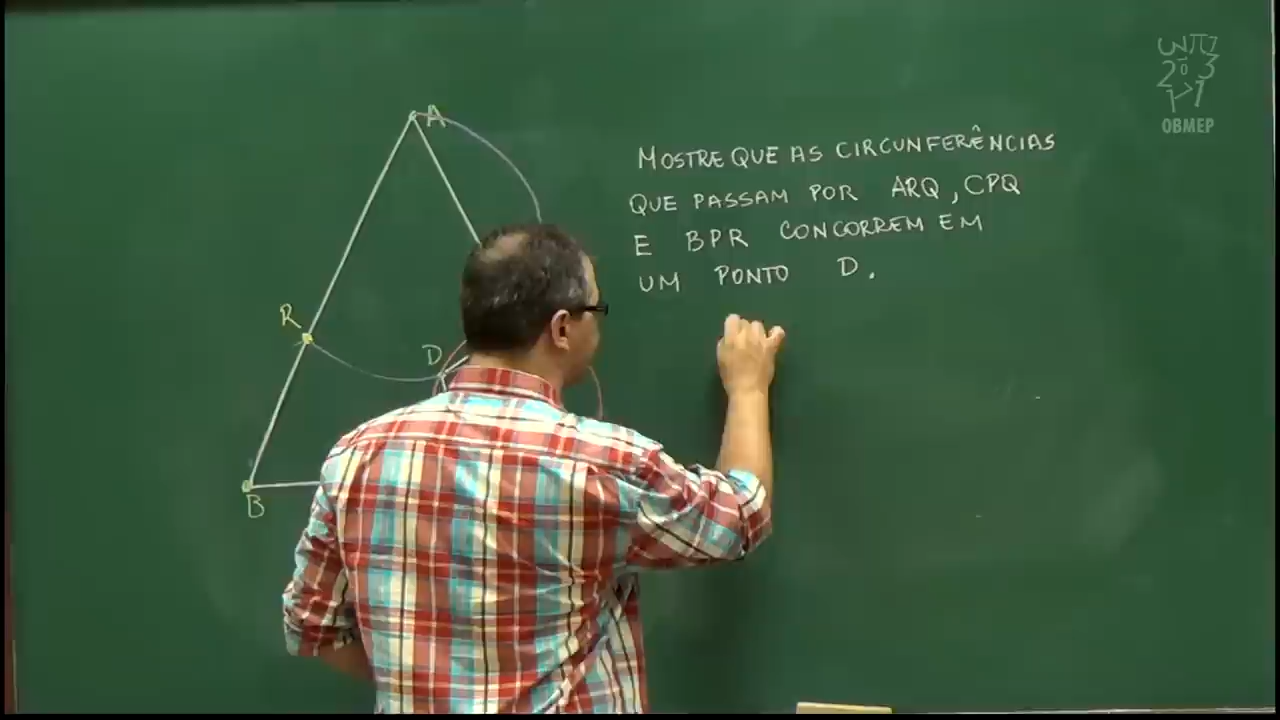 MOSTRE QUE AS CIRCUNFERÊNCIAS
QUE PASSAM POR ARQ, CPQ
E BPR CONCORREM EM
UM PONTO D.
A
R
D
B
OBMEP